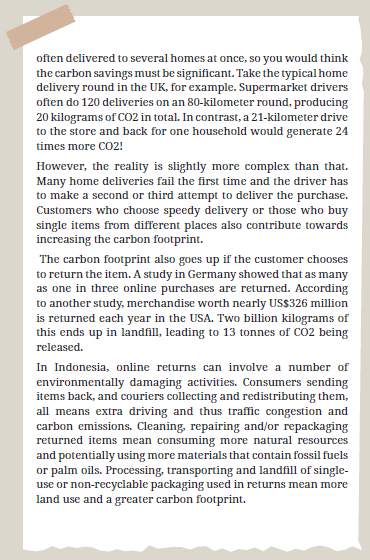 often delivered to several homes at once, so you would think
the carbon savings must be significant. Take the typical home
delivery round in the UK, for example. Supermarket drivers
often do 120 deliveries on an 80-kilometer round, producing
20 kilograms of CO2 in total. In contrast, a 21-kilometer drive
to the store and back for one household would generate 24
times more CO2!
However, the reality is slightly more complex than that.
Many home deliveries fail the first time and the driver has
to make a second or third attempt to deliver the purchase.
Customers who choose speedy delivery or those who buy
single items from different places also contribute towards
increasing the carbon footprint.
The carbon footprint also goes up if the customer chooses
to return the item. A study in Germany showed that as many
as one in three online purchases are returned. According
to another study, merchandise worth nearly US$326 million
is returned each year in the USA. Two billion kilograms of
this ends up in landfill, leading to 13 tonnes of CO2 being
released.
In Indonesia, online returns can involve a number of
environmentally damaging activities. Consumers sending
items back, and couriers collecting and redistributing them,
all means extra driving and thus traffic congestion and
carbon emissions. Cleaning, repairing and/or repackaging
returned items mean consuming more natural resources
and potentially using more materials that contain fossil fuels
or palm oils. Processing, transporting and landfill of single-
use or non-recyclable packaging used in returns mean more
land use and a greater carbon footprint.